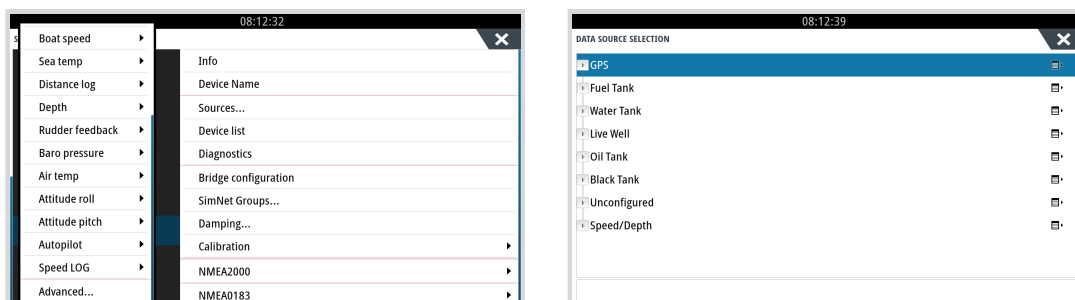 08:12:32
S
Boat speed
Sea temp
Distance log
Depth
Rudder feedback
Baro pressure
Air temp
Attitude roll
Attitude pitch
Autopilot
Speed LOG
Advanced...
Info
Device Name
Sources...
Device list
Diagnostics
Bridge configuration
SimNet Groups...
Damping...
Calibration
NMEA2000
NMEA0183
08:12:39
DATA SOURCE SELECTION
GPS
Fuel Tank
Water Tank
Live Well
Oil Tank
Black Tank
Unconfigured
Speed/Depth